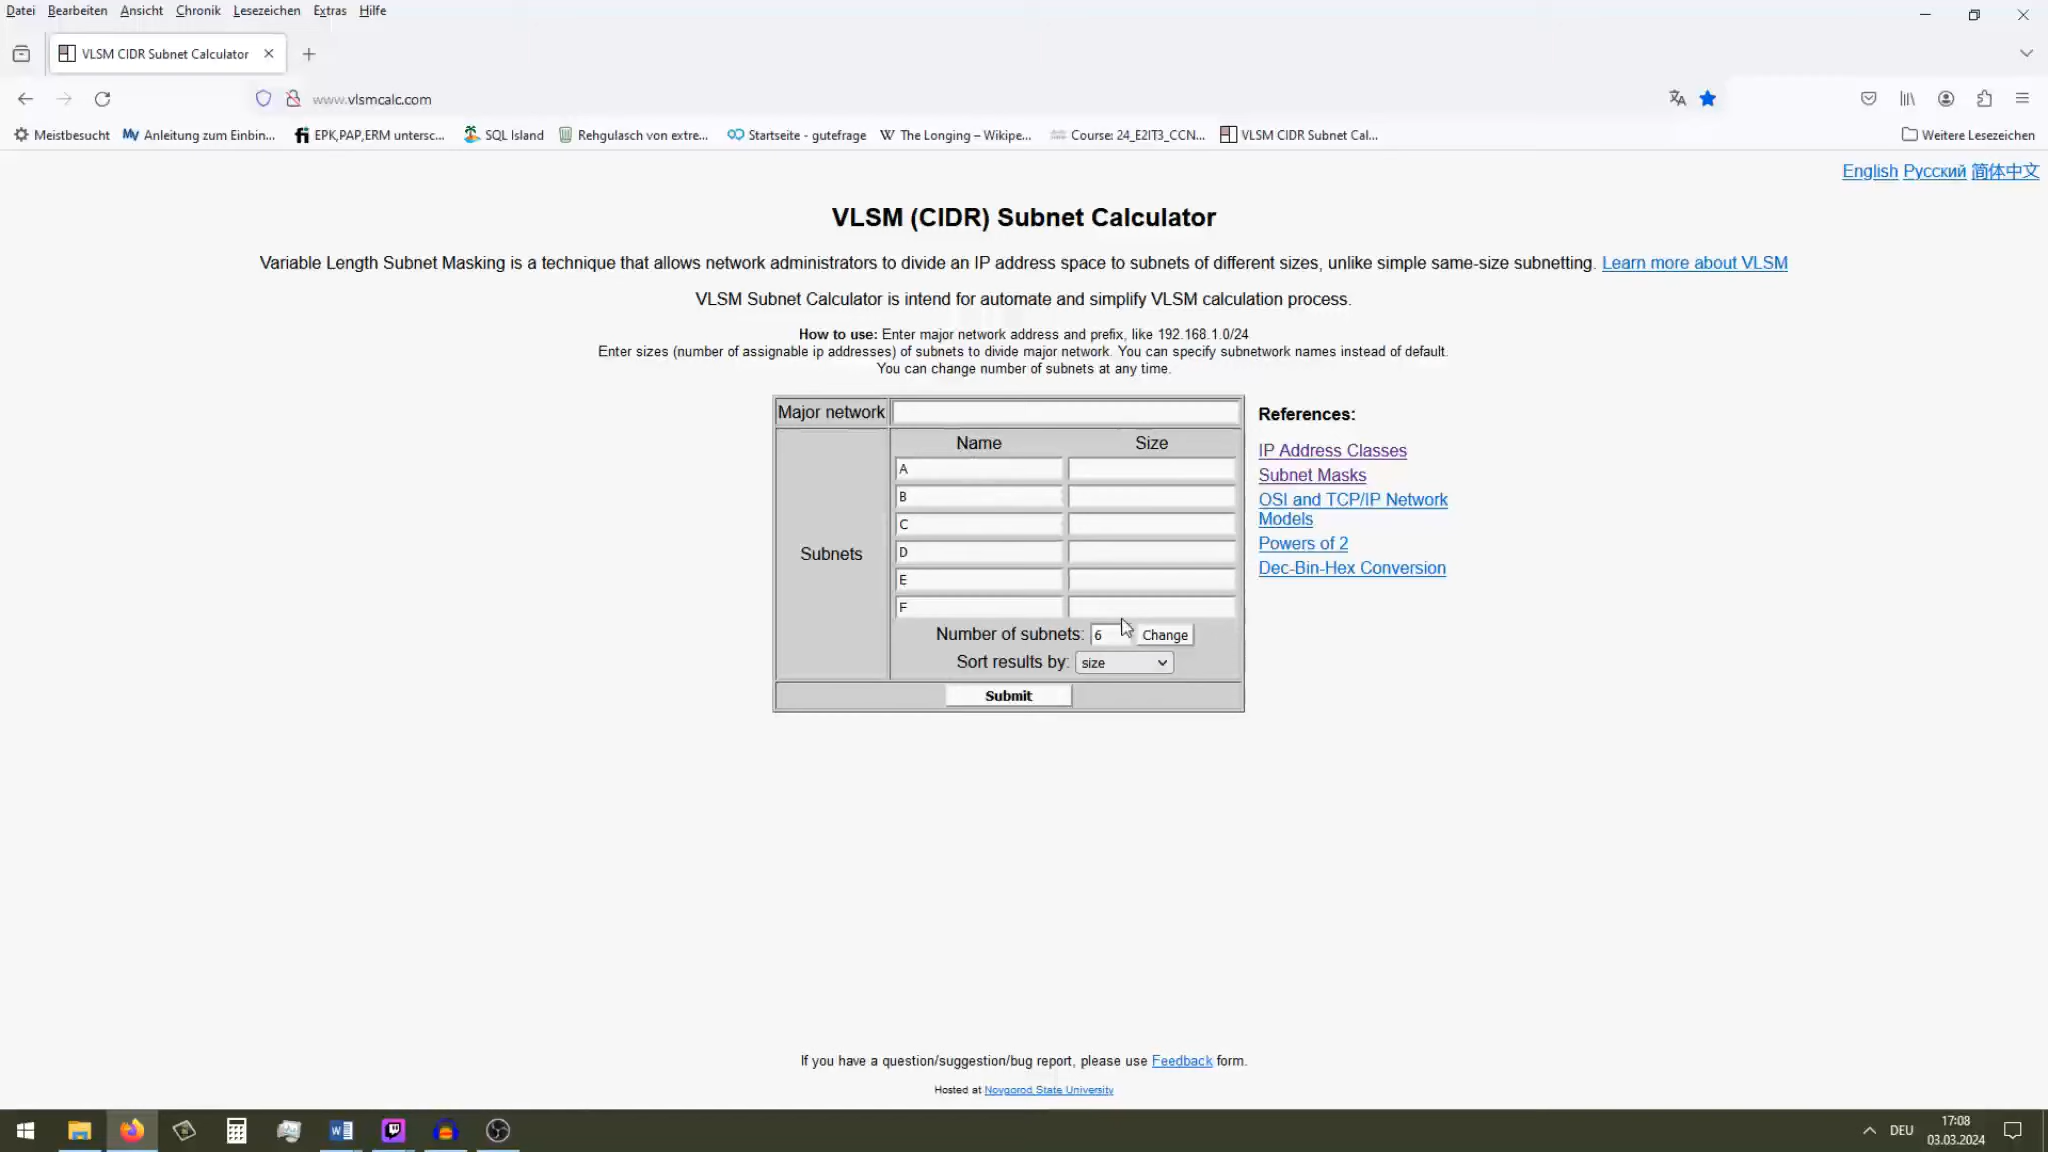 Datei Bearbeiten Ansicht Chronik Lesezeichen Extras Hilfe
VLSM CIDR Subnet Calculator
www.vlsmcalc.com
Meistbesucht Anleitung zum Einbin... EPK,PAP,ERM untersc... SQL Island Rehgulasch von extre... Startseite - gutefrage The Longing – Wikipe... Course: 24_E2IT3_CCN... VLSM CIDR Subnet Cal... Weitere Lesezeichen
English Русский 简体中文
VLSM (CIDR) Subnet Calculator
Variable Length Subnet Masking is a technique that allows network administrators to divide an IP address space to subnets of different sizes, unlike simple same-size subnetting. Learn more about VLSM
VLSM Subnet Calculator is intend for automate and simplify VLSM calculation process.
How to use: Enter major network address and prefix, like 192.168.1.0/24
Enter sizes (number of assignable ip addresses) of subnets to divide major network. You can specify subnetwork names instead of default.
You can change number of subnets at any time.
Major network
Subnets
Name Size
A
B
C
D
E
F
Number of subnets: 6 Change
Sort results by: size
Submit
References:
IP Address Classes
Subnet Masks
OSI and TCP/IP Network
Models
Powers of 2
Dec-Bin-Hex Conversion
If you have a question/suggestion/bug report, please use Feedback form.
Hosted at Novgorod State University
DEU
17:08
03.03.2024